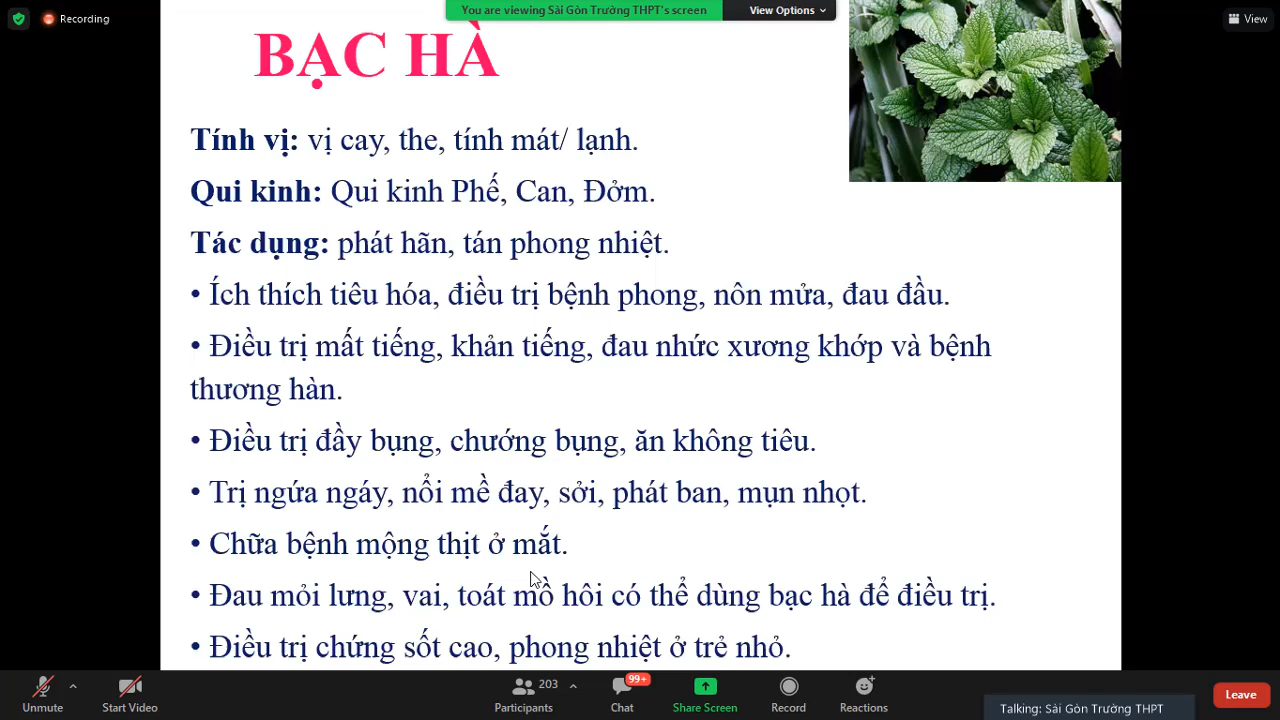 Recording
You are viewing Sài Gòn Trường THPT's screen
View Options
View
BẠC HÀ
Tính vị: vị cay, the, tính mát/ lạnh.
Qui kinh: Qui kinh Phế, Can, Đởm.
Tác dụng: phát hãn, tán phong nhiệt.
• Ích thích tiêu hóa, điều trị bệnh phong, nôn mửa, đau đầu.
• Điều trị mất tiếng, khản tiếng, đau nhức xương khớp và bệnh
thương hàn.
• Điều trị đầy bụng, chướng bụng, ăn không tiêu.
• Trị ngứa ngáy, nổi mề đay, sởi, phát ban, mụn nhọt.
• Chữa bệnh mộng thịt ở mắt.
• Đau mỏi lưng, vai, toát mồ hôi có thể dùng bạc hà để điều trị.
• Điều trị chứng sốt cao, phong nhiệt ở trẻ nhỏ.
Unmute
Start Video
Participants
203
Chat
99+
Share Screen
Record
Reactions
Talking: Sài Gòn Trường THPT
Leave